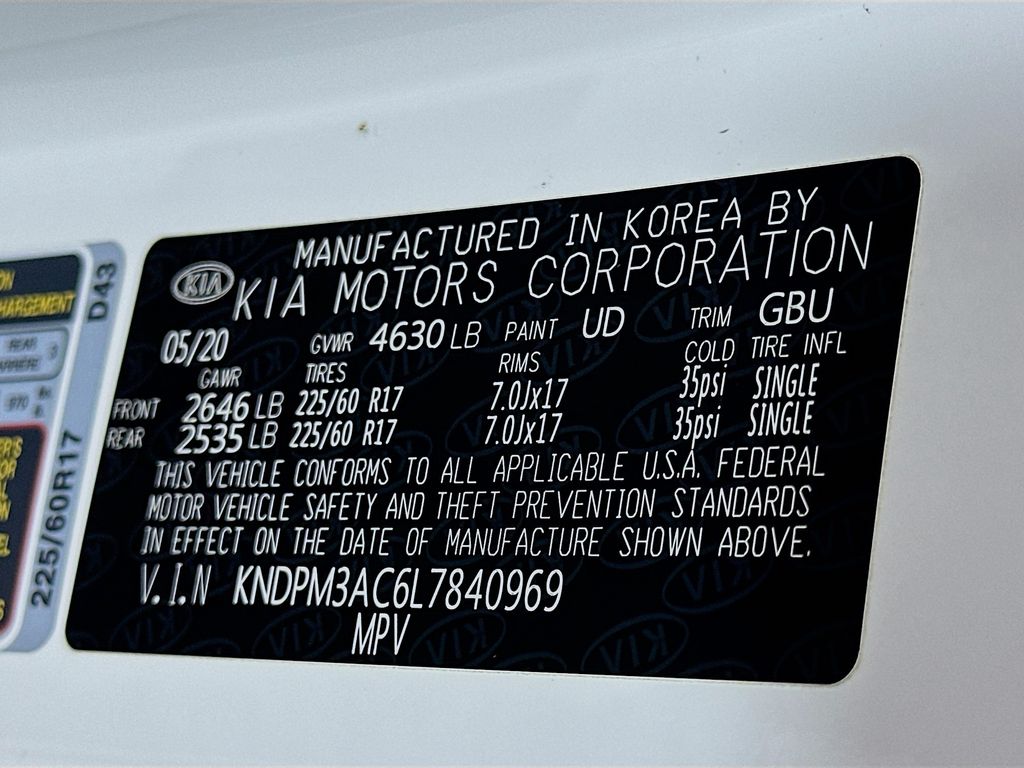 MANUFACTURED IN KOREA BY
KIA KIA MOTORS CORPORATION
05/20 GVWR 4630 LB PAINT UD TRIM GBU
GAWR TIRES RIMS COLD TIRE INFL
FRONT 2646 LB 225/60 R17 7.0Jx17 35psi SINGLE
REAR 2535 LB 225/60 R17 7.0Jx17 35psi SINGLE
THIS VEHICLE CONFORMS TO ALL APPLICABLE U.S.A. FEDERAL
MOTOR VEHICLE SAFETY AND THEFT PREVENTION STANDARDS
IN EFFECT ON THE DATE OF MANUFACTURE SHOWN ABOVE.
V.I.N KNDPM3AC6L7840969
MPV
D43
225/60R17
REAR
3